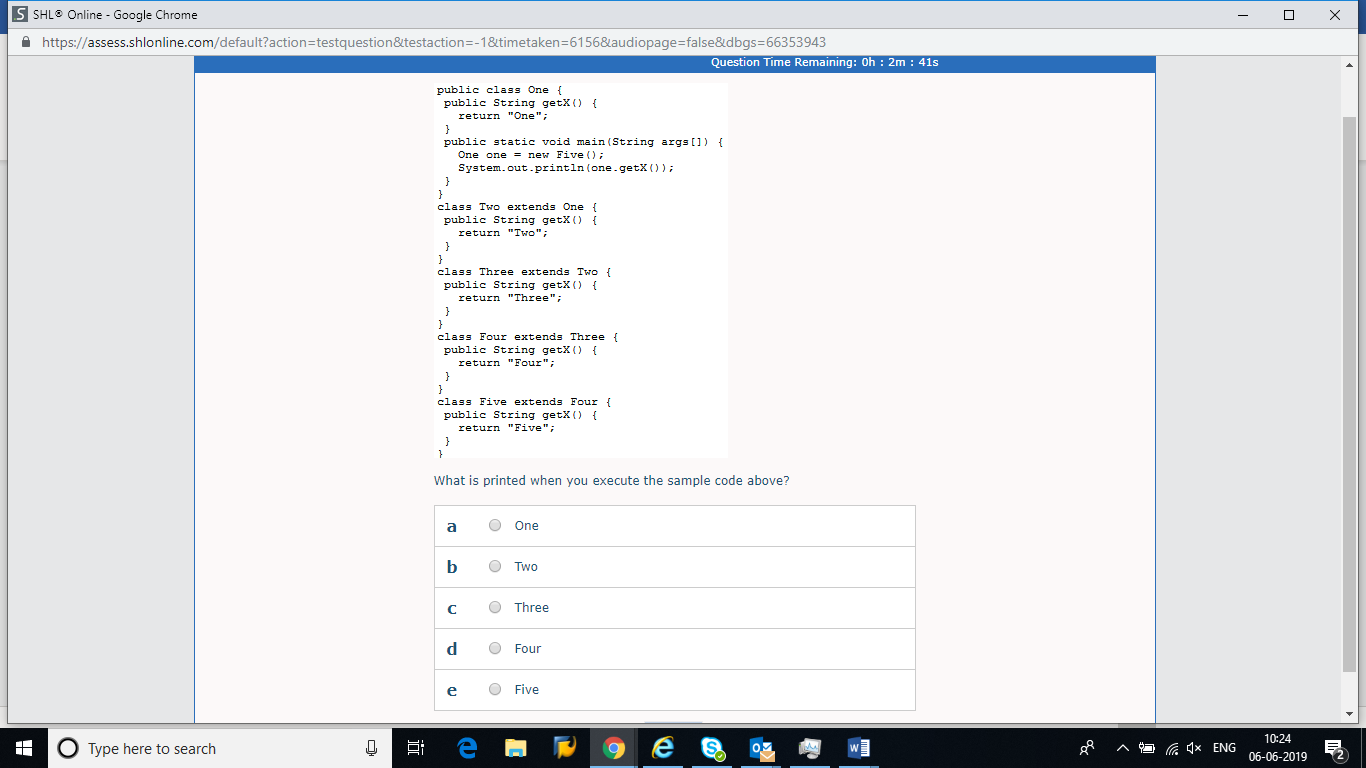 SHL® Online - Google Chrome
https://assess.shlonline.com/default?action=testquestion&testaction=-1&timetaken=6156&audiopage=false&dbgs=66353943
Question Time Remaining: 0h : 2m : 41s
public class One {
public String getX() {
return "One";
}
public static void main(String args[]) {
One one = new Five();
System.out.println(one.getX());
}
}
class Two extends One {
public String getX() {
return "Two";
}
}
class Three extends Two {
public String getX() {
return "Three";
}
}
class Four extends Three {
public String getX() {
return "Four";
}
}
class Five extends Four {
public String getX() {
return "Five";
}
}
What is printed when you execute the sample code above?
a One
b Two
c Three
d Four
e Five
Type here to search
ENG
10:24
06-06-2019
2